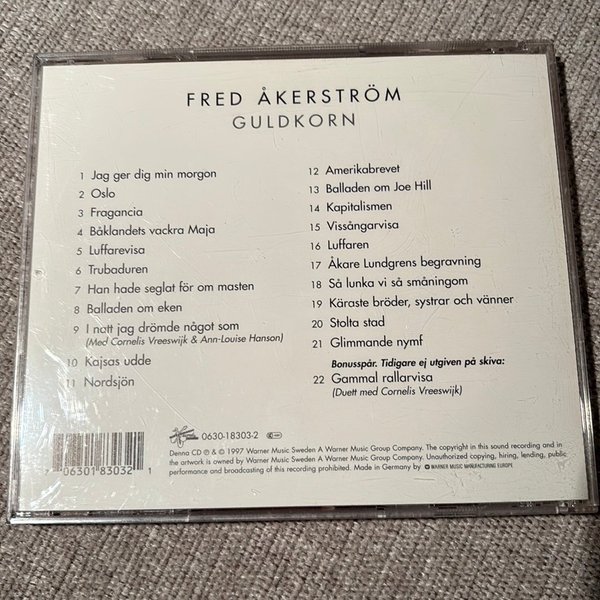 FRED ÅKERSTRÖM
GULDKORN
1 Jag ger dig min morgon
2 Oslo
3 Fragancia
4 Båklandets vackra Maja
5 Luffarevisa
6 Trubaduren
7 Han hade seglat för om masten
8 Balladen om eken
9 I natt jag drömde något som
(Med Cornelis Vreeswijk & Ann-Louise Hanson)
10 Kajsas udde
11 Nordsjön
12 Amerikabrevet
13 Balladen om Joe Hill
14 Kapitalismen
15 Vissångarvisa
16 Luffaren
17 Åkare Lundgrens begravning
18 Så lunka vi så småningom
19 Käraste bröder, systrar och vänner
20 Stolta stad
21 Glimmande nymf
Bonusspår. Tidigare ej utgiven på skiva:
22 Gammal rallarvisa
(Duett med Cornelis Vreeswijk)
0630-18303-2
Denna CD ℗ & © 1997 Warner Music Sweden A Warner Music Group Company. The copyright in this sound recording and
in the artwork is owned by Warner Music Sweden A Warner Music Group Company. Unauthorized copying, hiring, lending, public
performance and broadcasting of this recording prohibited. Made in Germany by WARNER MUSIC MANUFACTURING EUROPE
7 06301 83032 1